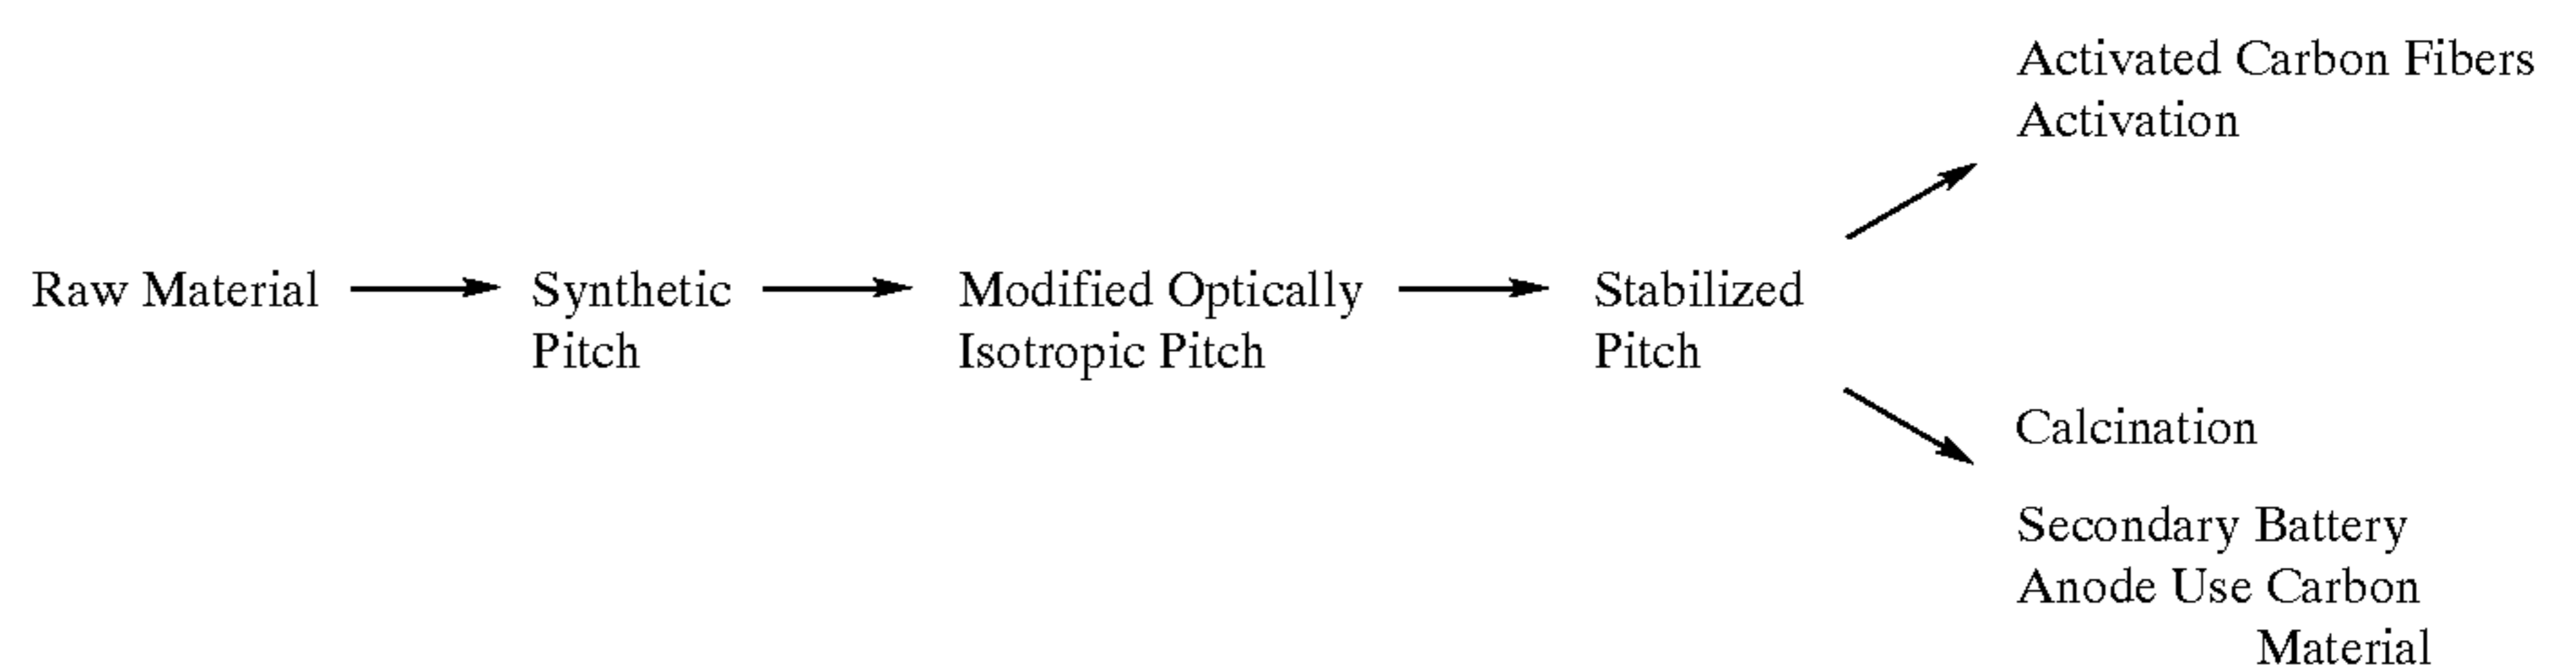 Activated Carbon Fibers
Activation
Raw Material
Synthetic
Pitch
Modified Optically
Isotropic Pitch
Stabilized
Pitch
Calcination
Secondary Battery
Anode Use Carbon
Material